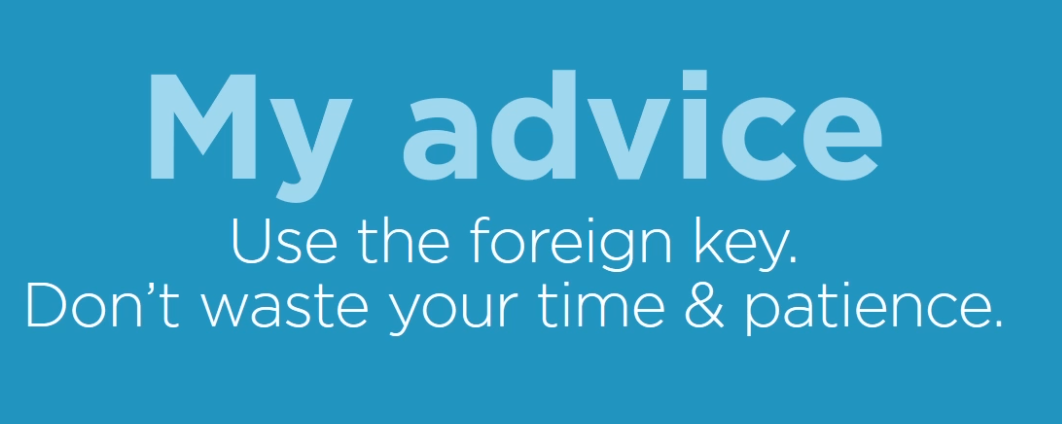 My advice
Use the foreign key.
Don’t waste your time & patience.